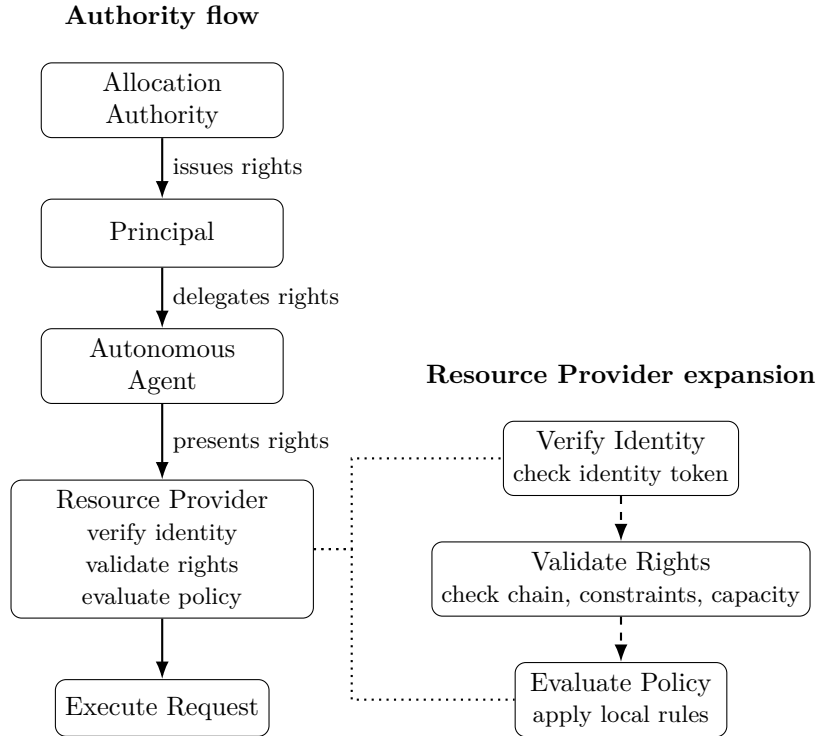 Authority flow
Allocation
Authority
issues rights
Principal
delegates rights
Autonomous
Agent
presents rights
Resource Provider
verify identity
validate rights
evaluate policy
Execute Request
Resource Provider expansion
Verify Identity
check identity token
Validate Rights
check chain, constraints, capacity
Evaluate Policy
apply local rules